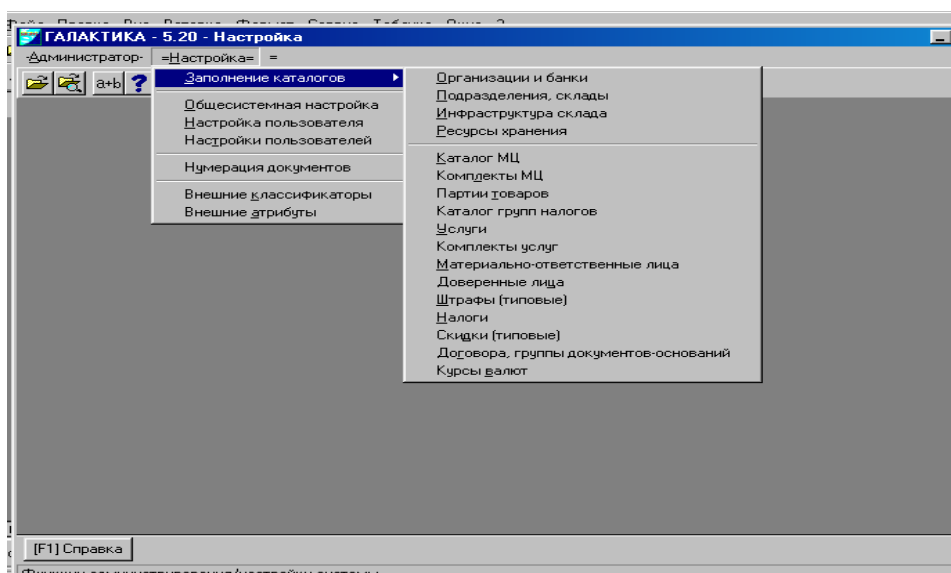 ГАЛАКТИКА - 5.20 - Настройка
-Администратор- =Настройка= =
a+b ?
Заполнение каталогов
Общесистемная настройка
Настройка пользователя
Настройки пользователей
Нумерация документов
Внешние классификаторы
Внешние атрибуты
Организации и банки
Подразделения, склады
Инфраструктура склада
Ресурсы хранения
Каталог МЦ
Комплекты МЦ
Партии товаров
Каталог групп налогов
Услуги
Комплекты услуг
Материально-ответственные лица
Доверенные лица
Штрафы (типовые)
Налоги
Скидки (типовые)
Договора, группы документов-оснований
Курсы валют
[F1] Справка